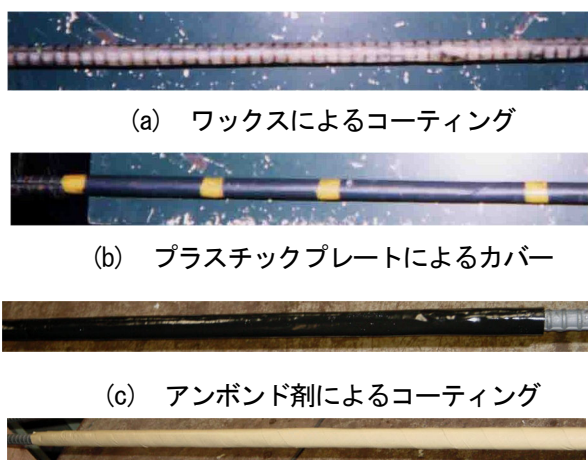 (a) ワックスによるコーティング
(b) プラスチックプレートによるカバー
(c) アンボンド剤によるコーティング